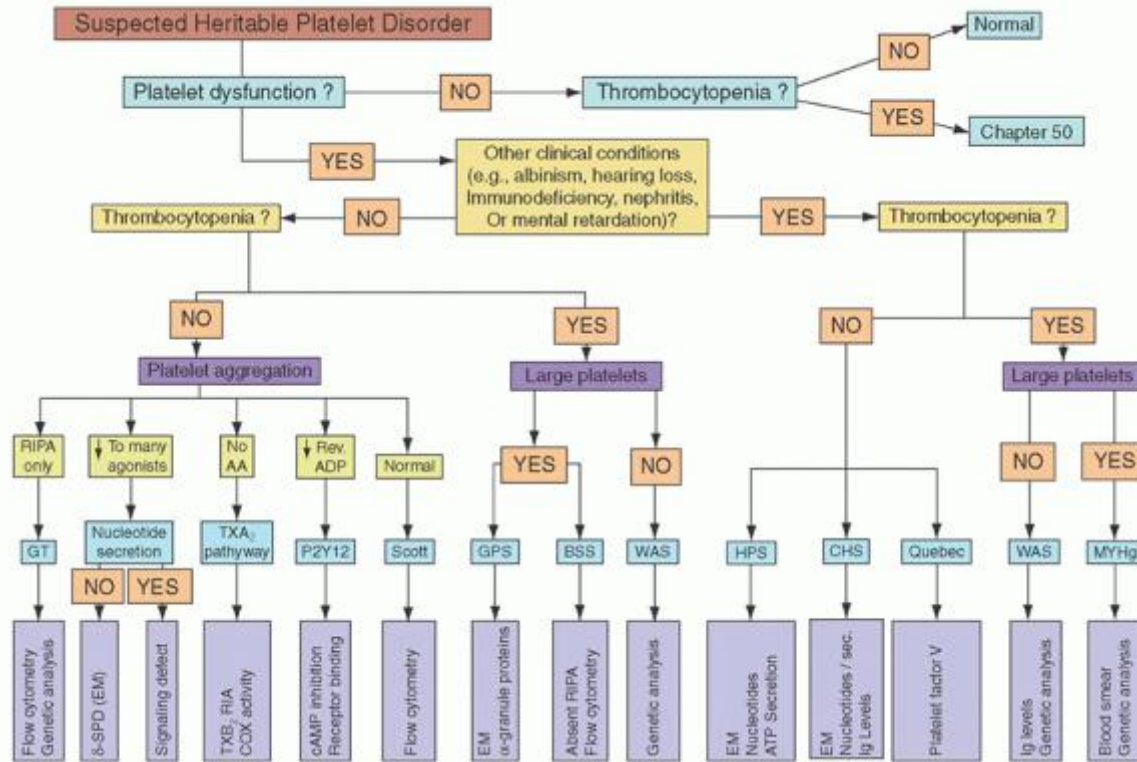 Suspected Heritable Platelet Disorder
Normal
NO
Platelet dysfunction ?
NO
Thrombocytopenia ?
YES
Chapter 50
YES
Other clinical conditions
(e.g., albinism, hearing loss,
Immunodeficiency, nephritis,
Or mental retardation)?
Thrombocytopenia ?
NO
YES
Thrombocytopenia ?
NO
YES
NO
YES
Platelet aggregation
Large platelets
Large platelets
RIPA
only
↓ To many
agonists
No
AA
↓ Rev.
ADP
Normal
YES
NO
NO
YES
GT
Nucleotide
secretion
TXA₂
pathyway
P2Y12
Scott
GPS
BSS
WAS
HPS
CHS
Quebec
WAS
MYHg
NO
YES
Flow cytometry
Genetic analysis
δ-SPD (EM)
Signaling defect
TXB₂ RIA
COX activity
cAMP inhibition
Receptor binding
Flow cytometry
EM
α-granule proteins
Absent RIPA
Flow cytometry
Genetic analysis
EM
Nucleotides
ATP Secretion
EM
Nucleotides / sec.
Ig Levels
Platelet factor V
Ig levels
Genetic analysis
Blood smear
Genetic analysis